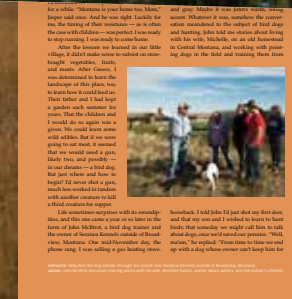 for a while. "Montana is your home too, Mom,"
Jasper said once. And he was right. Luckily for
me, the timing of their resistance — as is often
the case with children — was perfect. I was ready
to stop running. I was ready to come home.
After the lessons we learned in our little
village, it didn't make sense to subsist on store-
bought vegetables, fruits,
and meats. After Greece, I
was determined to learn the
landscape of this place, too,
to learn how it could feed us.
Their father and I had kept
a garden each summer for
years. That the children and
I would do so again was a
given. We could learn some
wild edibles. But if we were
going to eat meat, it seemed
that we would need a gun,
likely two, and possibly —
in our dreams — a bird dog.
But just where and how to
begin? I'd never shot a gun,
much less worked in tandem
with another creature to kill
a third creature for supper.
Life sometimes surprises with its serendip-
ities, and this one came a year or so later in the
form of John McIltrot, a bird dog trainer and
the owner of Seranoa Kennels outside of Broad-
view, Montana. One mid-November day, the
phone rang. I was selling a gas heating stove.
and gray. Maybe it was John's warm,
accent. Whatever it was, somehow the conver-
sation meandered to the subject of bird dogs
and hunting. John told me stories about living
with his wife, Michelle, on an old homestead
in Central Montana, and working with point-
ing dogs in the field and training them from
horseback. I told John I'd just shot my first deer,
and that my son and I wished to learn to hunt
birds; that someday we might call him to talk
about dogs, once we'd saved our pennies. "Well,
ma'am," he replied. "From time to time we end
up with a dog whose owner can't keep him for